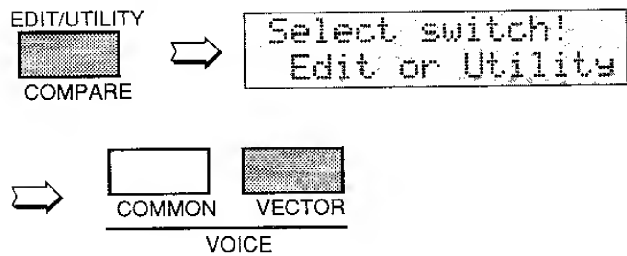 EDIT/UTILITY
COMPARE
Select switch!
Edit or Utility
COMMON VECTOR
VOICE